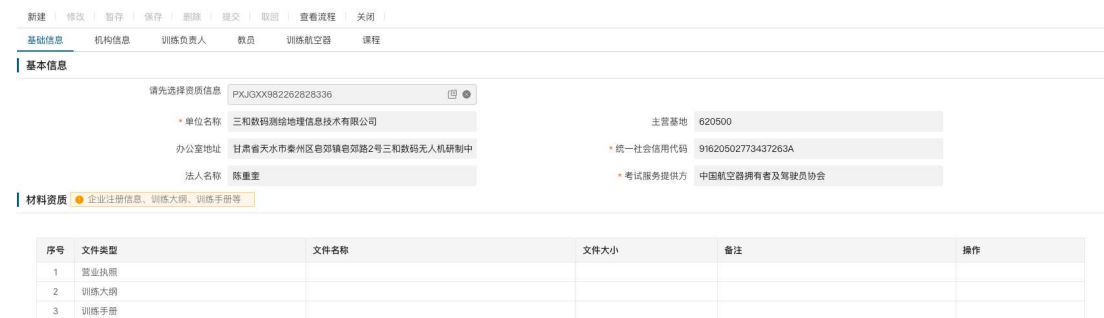 新建 修改 暂存 保存 删除 提交 取回 查看流程 关闭
基础信息 机构信息 训练负责人 教员 训练航空器 课程
基本信息
请先选择资质信息 PXJGXX982262828336
* 单位名称 三和数码测绘地理信息技术有限公司 主营基地 620500
办公室地址 甘肃省天水市秦州区皂郊镇皂郊路2号三和数码无人机研制中 * 统一社会信用代码 91620502773437263A
法人名称 陈重奎 * 考试服务提供方 中国航空器拥有者及驾驶员协会
材料资质 企业注册信息、训练大纲、训练手册等
序号 文件类型 文件名称 文件大小 备注 操作
1 营业执照
2 训练大纲
3 训练手册